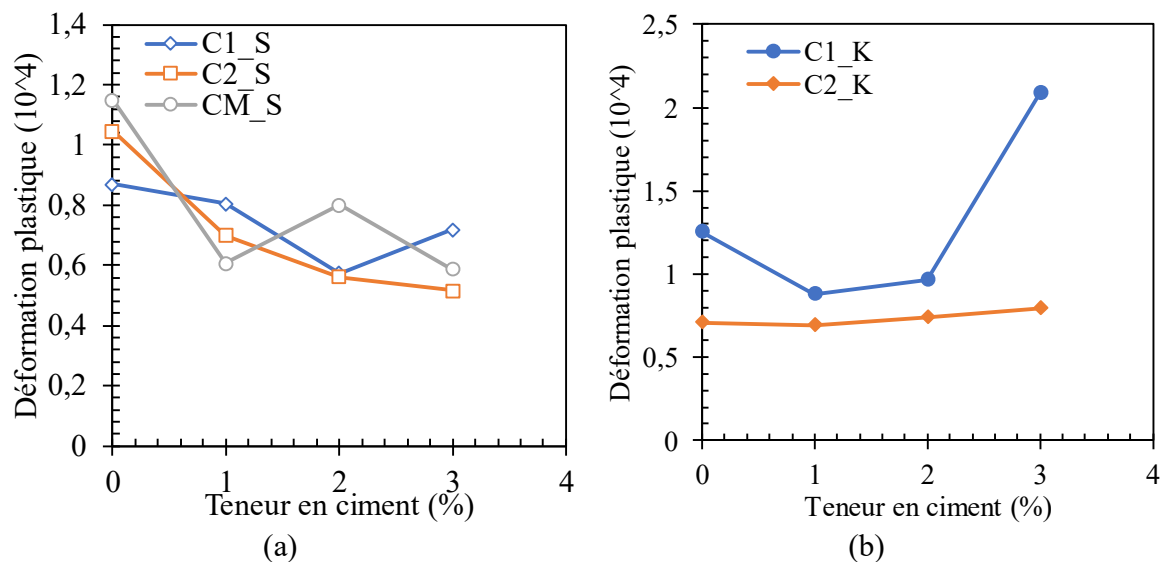 1,4
1,2
1
0,8
0,6
0,4
0,2
0
Déformation plastique (10^4)
C1_S
C2_S
CM_S
0 1 2 3 4
Teneur en ciment (%)
(a)
2,5
2
1,5
1
0,5
0
Déformation plastique (10^4)
C1_K
C2_K
0 1 2 3 4
Teneur en ciment (%)
(b)